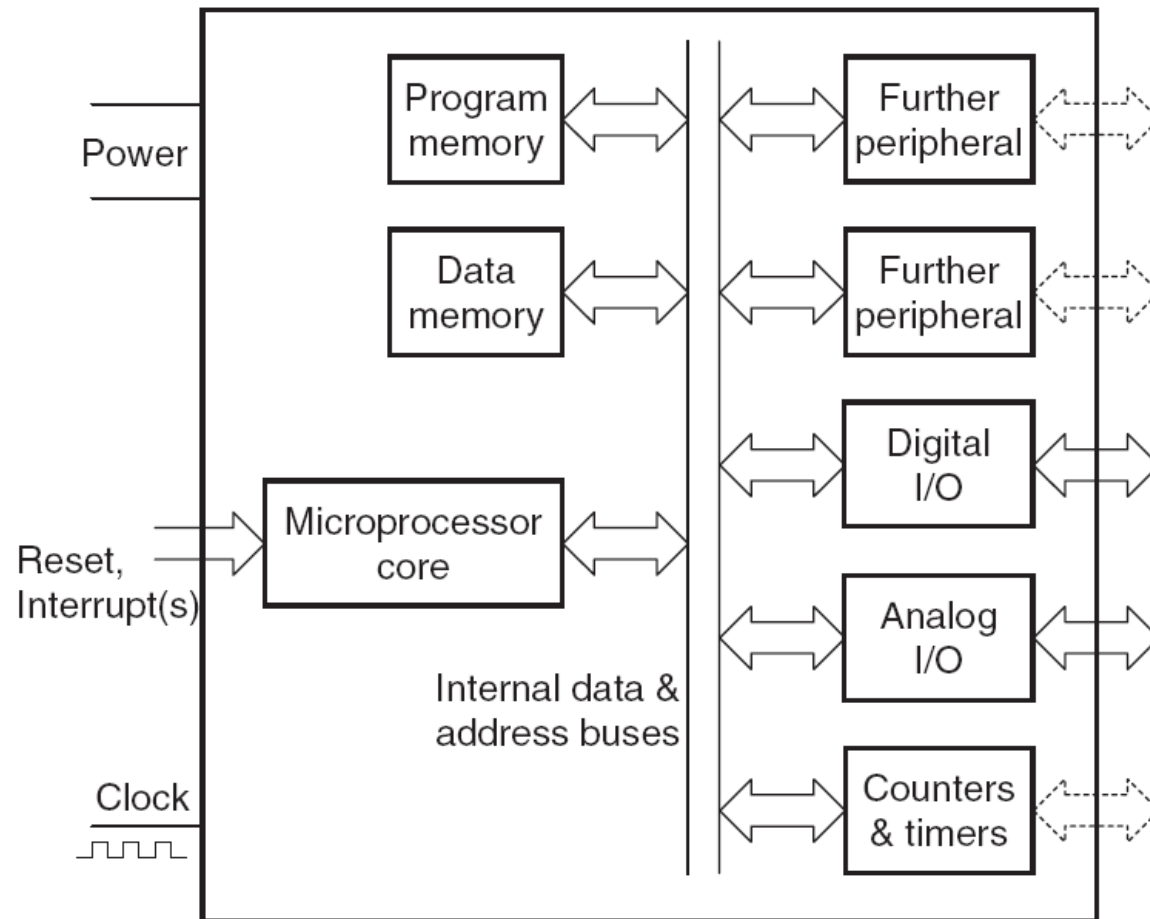 Program
memory
Further
peripheral
Power
Data
memory
Further
peripheral
Digital
I/O
Microprocessor
core
Reset,
Interrupt(s)
Analog
I/O
Internal data &
address buses
Clock
Counters
& timers